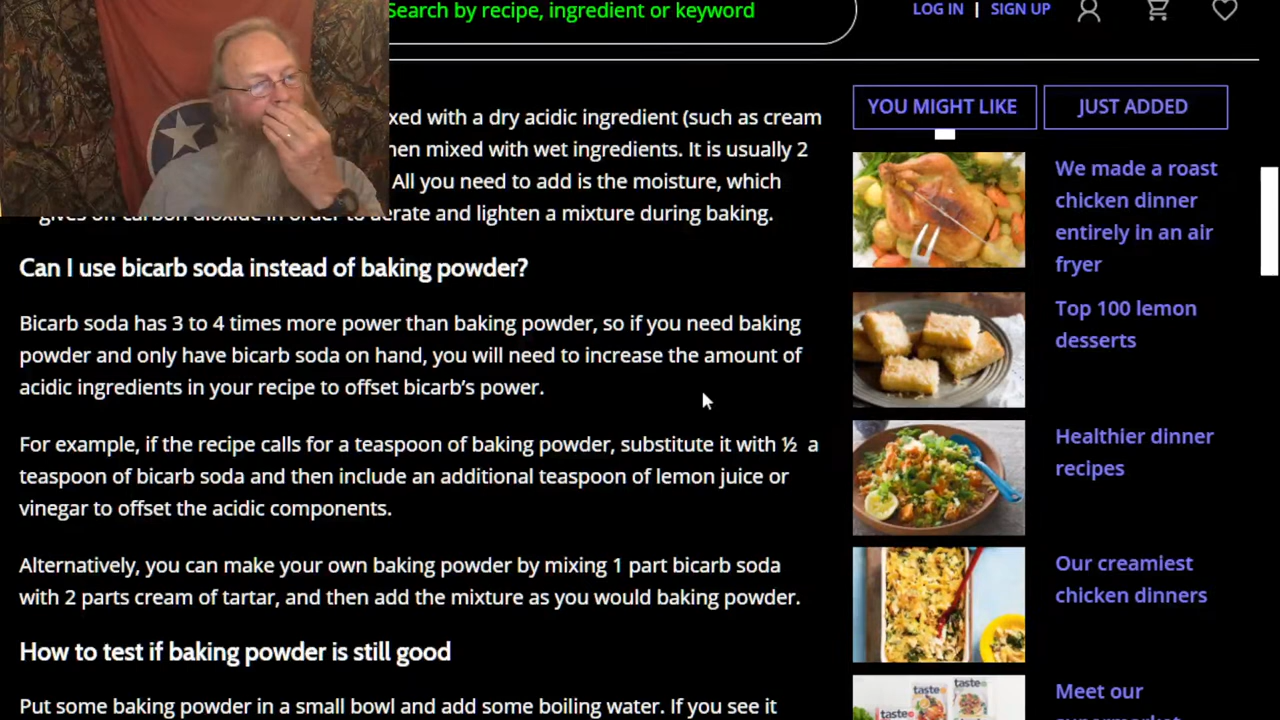 Search by recipe, ingredient or keyword
LOG IN | SIGN UP
xed with a dry acidic ingredient (such as cream
en mixed with wet ingredients. It is usually 2
All you need to add is the moisture, which
gives off carbon dioxide in order to aerate and lighten a mixture during baking.
Can I use bicarb soda instead of baking powder?
Bicarb soda has 3 to 4 times more power than baking powder, so if you need baking
powder and only have bicarb soda on hand, you will need to increase the amount of
acidic ingredients in your recipe to offset bicarb's power.
For example, if the recipe calls for a teaspoon of baking powder, substitute it with ½ a
teaspoon of bicarb soda and then include an additional teaspoon of lemon juice or
vinegar to offset the acidic components.
Alternatively, you can make your own baking powder by mixing 1 part bicarb soda
with 2 parts cream of tartar, and then add the mixture as you would baking powder.
How to test if baking powder is still good
Put some baking powder in a small bowl and add some boiling water. If you see it
YOU MIGHT LIKE
JUST ADDED
We made a roast
chicken dinner
entirely in an air
fryer
Top 100 lemon
desserts
Healthier dinner
recipes
Our creamiest
chicken dinners
taste
taste
taste
Meet our